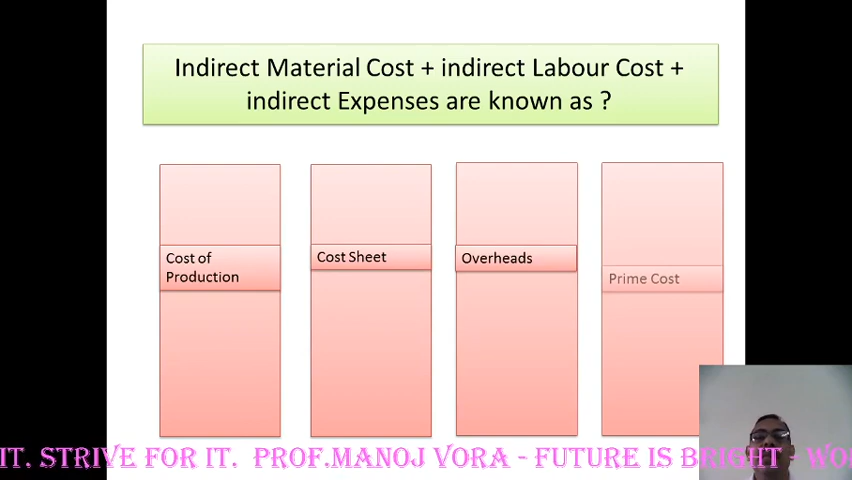 Indirect Material Cost + indirect Labour Cost +
indirect Expenses are known as ?
Cost of
Production
Cost Sheet
Overheads
Prime Cost
IT. STRIVE FOR IT. PROF.MANOJ VORA - FUTURE IS BRIGHT -